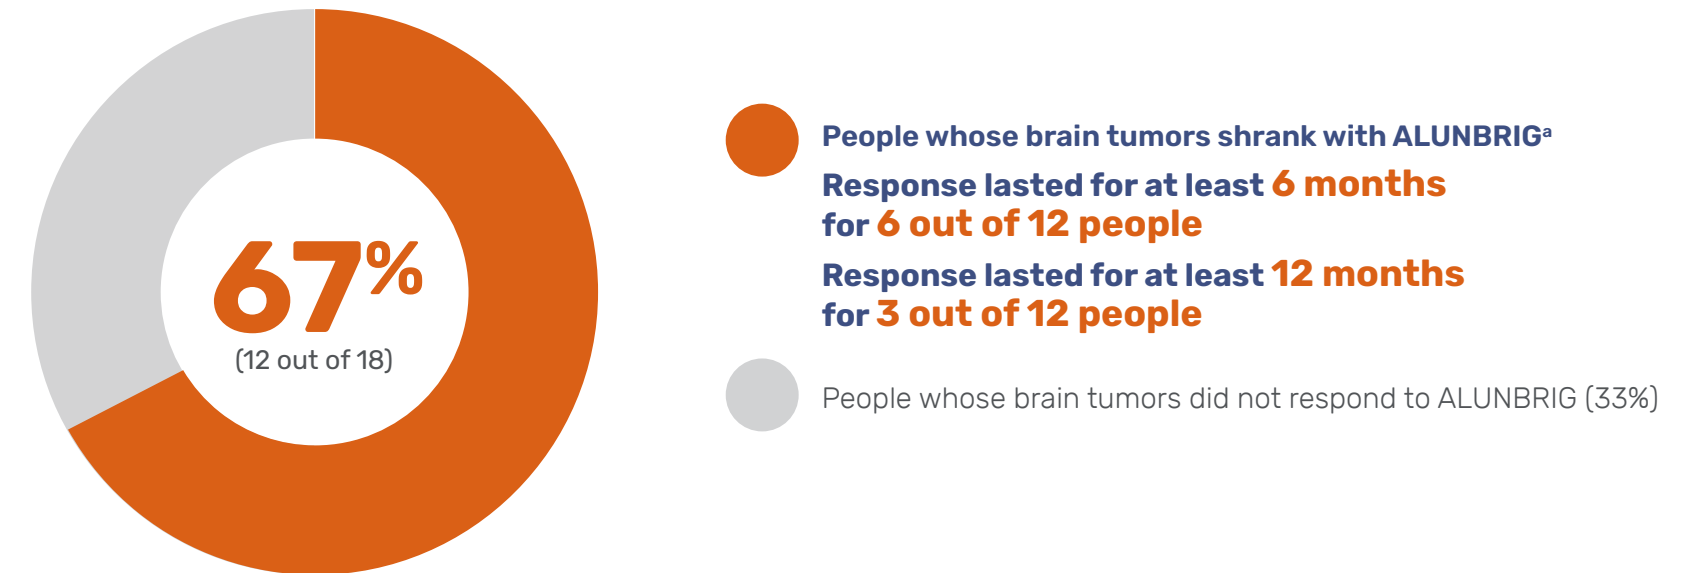 67%
(12 out of 18)
People whose brain tumors shrank with ALUNBRIGᵃ
Response lasted for at least 6 months
for 6 out of 12 people
Response lasted for at least 12 months
for 3 out of 12 people
People whose brain tumors did not respond to ALUNBRIG (33%)